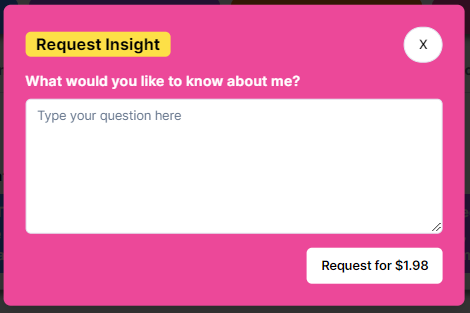 Request Insight
X
What would you like to know about me?
Type your question here
Request for $1.98